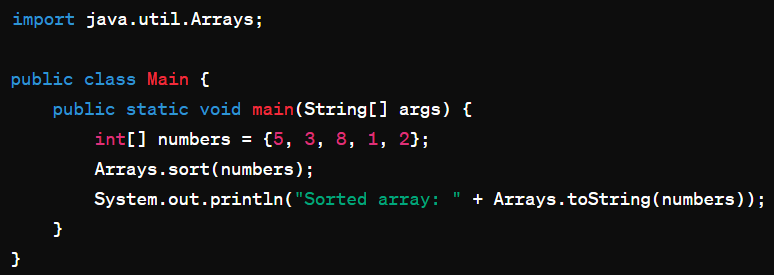 import java.util.Arrays;
public class Main {
    public static void main(String[] args) {
        int[] numbers = {5, 3, 8, 1, 2};
        Arrays.sort(numbers);
        System.out.println("Sorted array: " + Arrays.toString(numbers));
    }
}